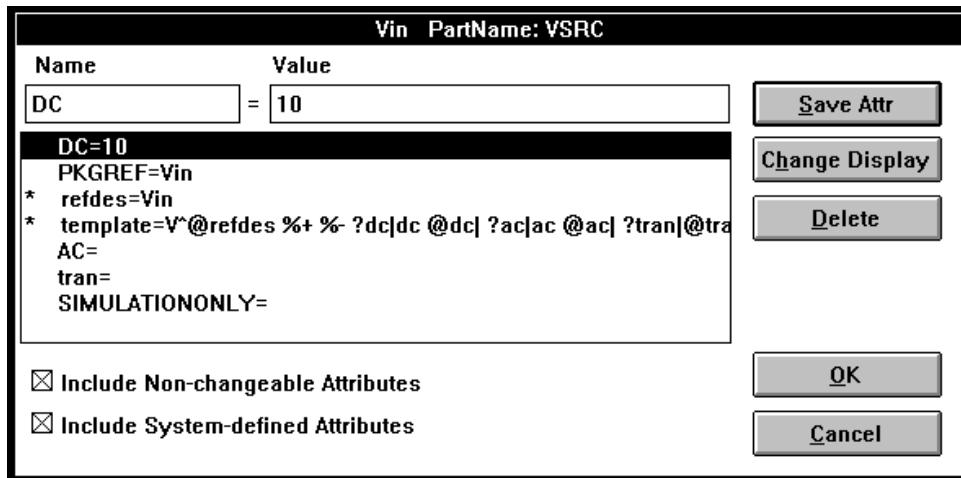 Vin PartName: VSRC
Name Value
DC = 10
Save Attr
DC=10
PKGREF=Vin
* refdes=Vin
* template=V^@refdes %+ %- ?dc|dc @dc| ?ac|ac @ac| ?tran|@tra
AC=
tran=
SIMULATIONONLY=
Change Display
Delete
Include Non-changeable Attributes
Include System-defined Attributes
OK
Cancel